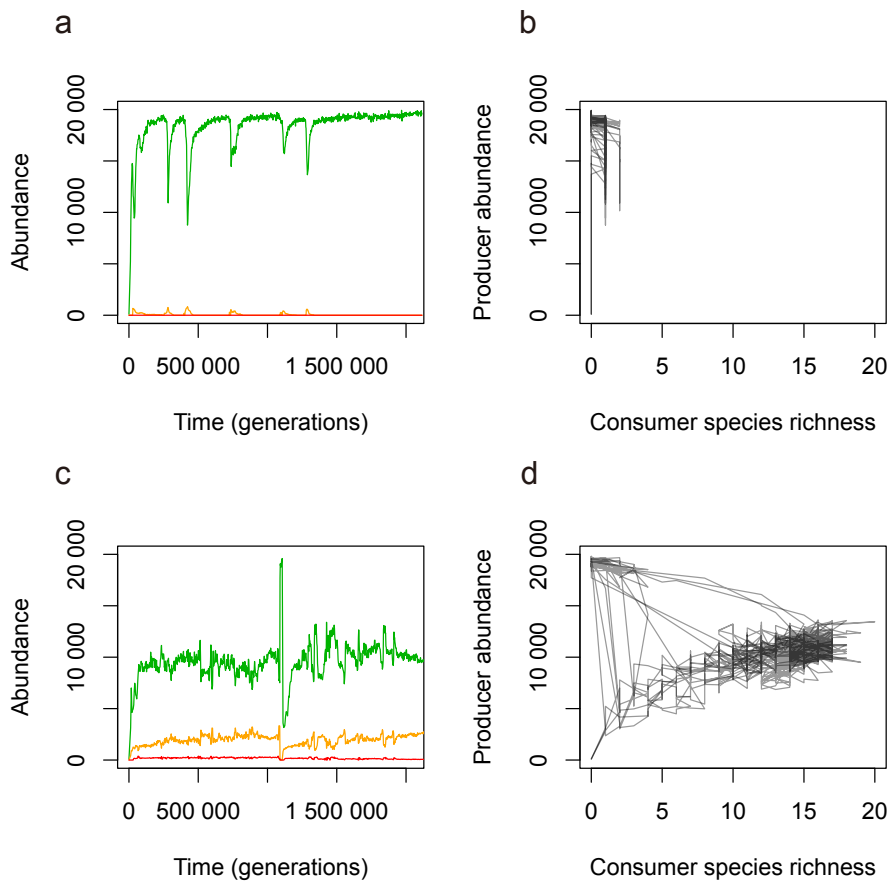 a
20 000
10 000
0
Abundance
0 500 000 1 500 000
Time (generations)
b
20 000
10 000
0
Producer abundance
0 5 10 15 20
Consumer species richness
c
20 000
10 000
0
Abundance
0 500 000 1 500 000
Time (generations)
d
20 000
10 000
0
Producer abundance
0 5 10 15 20
Consumer species richness